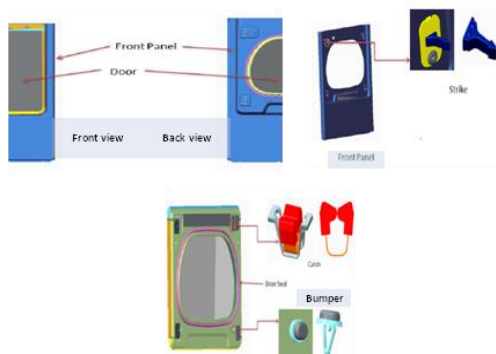 Front Panel
Door
Front view
Back view
Strike
Front Panel
Catch
Door Seal
Bumper